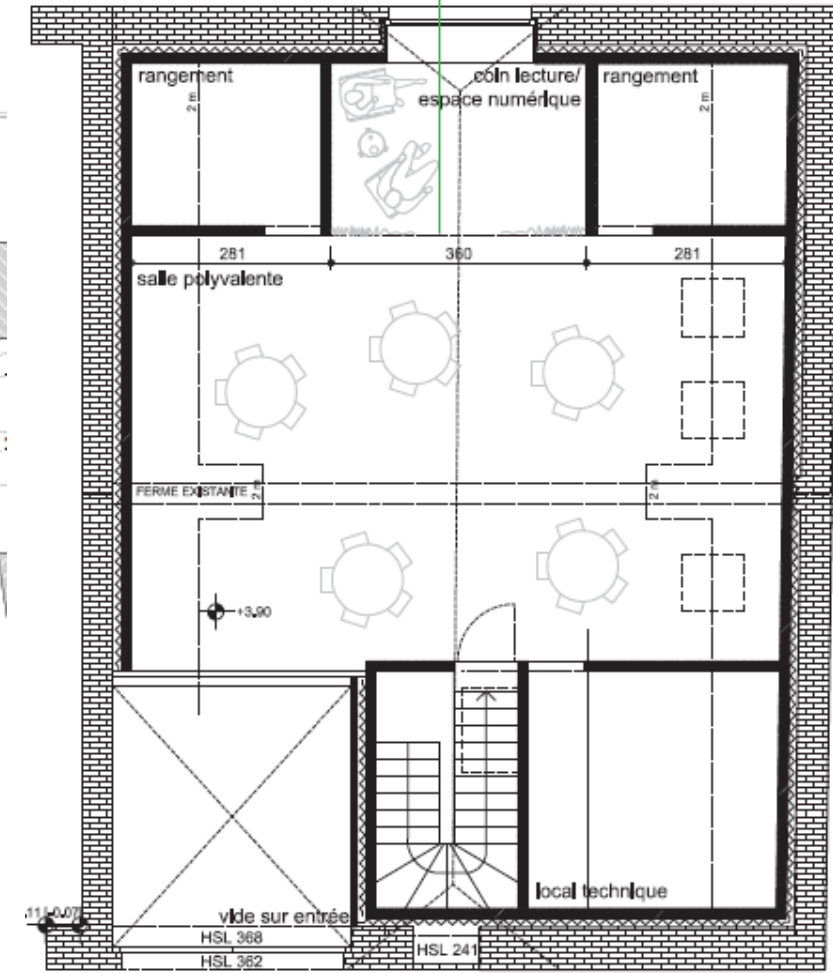 rangement
2 m
coin lecture/
espace numérique
rangement
2 m
281
360
281
salle polyvalente
FERME EXISTANTE
2 m
2 m
+3.90
local technique
vide sur entrée
HSL 368
HSL 241
HSL 362